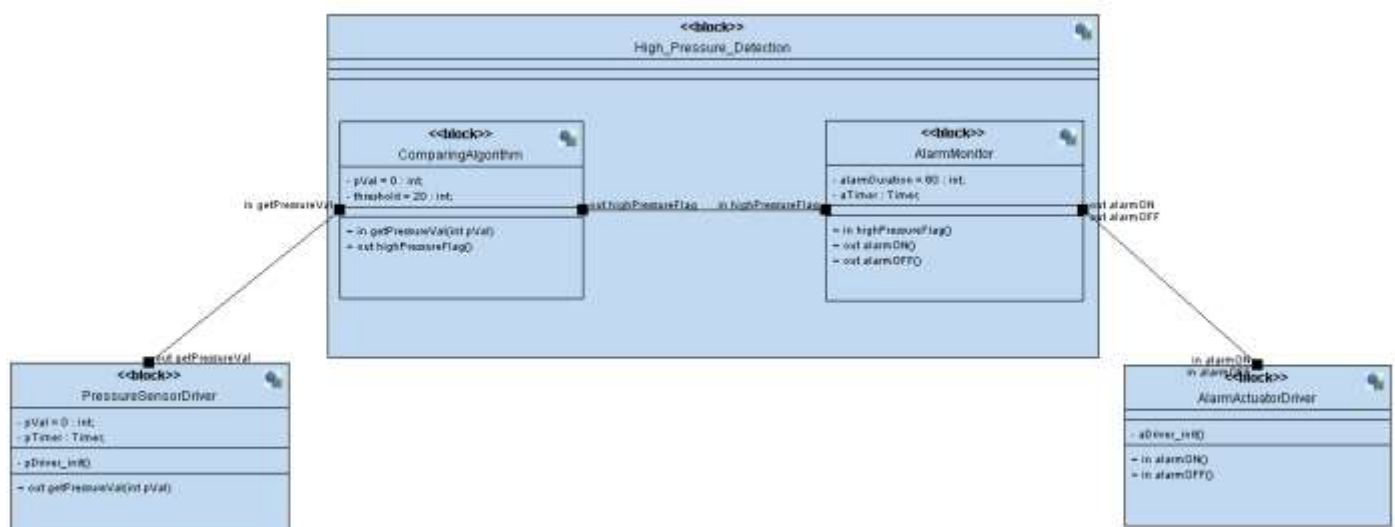 <<block>>
High_Pressure_Detection
<<block>>
ComparingAlgorithm
- pVal = 0 : int;
- threshold = 20 : int;
~ in getPressureVal(int pVal)
~ out highPressureFlag()
in getPressureVal
out highPressureFlag
in highPressureFlag
<<block>>
AlarmMonitor
- alarmDuration = 60 : int;
- aTimer : Timer;
~ in highPressureFlag()
~ out alarmON()
~ out alarmOFF()
out alarmON
out alarmOFF
out getPressureVal
<<block>>
PressureSensorDriver
- pVal = 0 : int;
- pTimer : Timer;
- pDriver_init()
~ out getPressureVal(int pVal)
in alarmON
in alarmOFF
<<block>>
AlarmActuatorDriver
- aDriver_init()
~ in alarmON()
~ in alarmOFF()